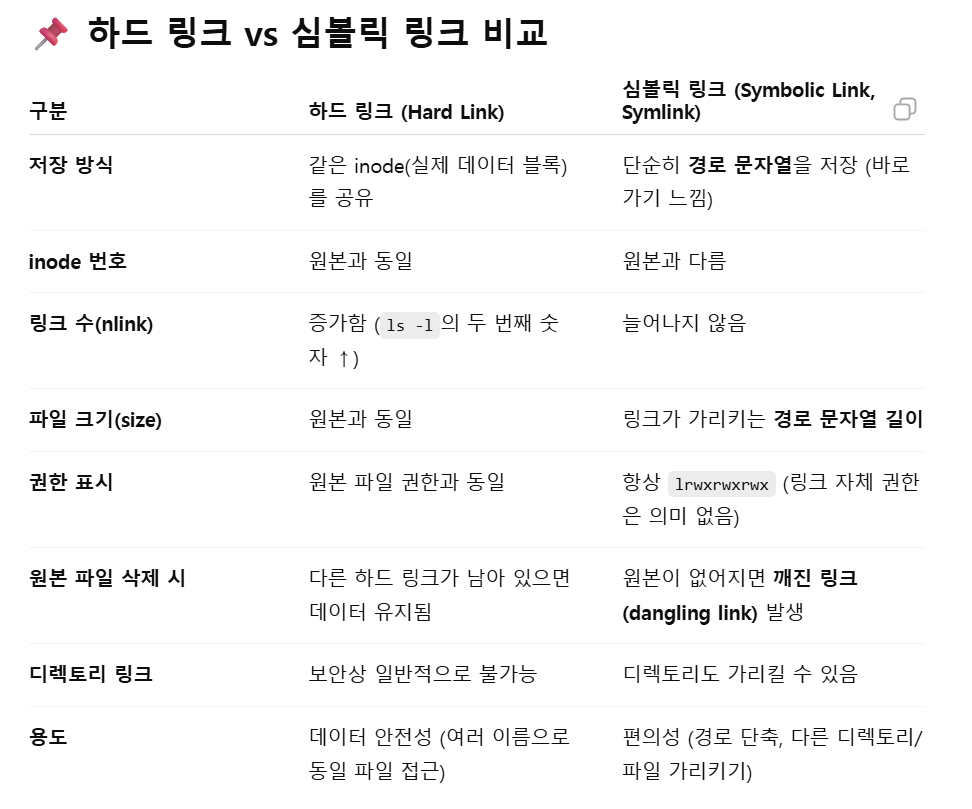 📌 하드 링크 vs 심볼릭 링크 비교
구분
하드 링크 (Hard Link)
심볼릭 링크 (Symbolic Link,
Symlink)
저장 방식
같은 inode(실제 데이터 블록)
를 공유
단순히 경로 문자열을 저장 (바로
가기 느낌)
inode 번호
원본과 동일
원본과 다름
링크 수(nlink)
증가함 (ls -l의 두 번째 숫
자 ↑)
늘어나지 않음
파일 크기(size)
원본과 동일
링크가 가리키는 경로 문자열 길이
권한 표시
원본 파일 권한과 동일
항상 lrwxrwxrwx (링크 자체 권한
은 의미 없음)
원본 파일 삭제 시
다른 하드 링크가 남아 있으면
데이터 유지됨
원본이 없어지면 깨진 링크
(dangling link) 발생
디렉토리 링크
보안상 일반적으로 불가능
디렉토리도 가리킬 수 있음
용도
데이터 안전성 (여러 이름으로
동일 파일 접근)
편의성 (경로 단축, 다른 디렉토리/
파일 가리키기)